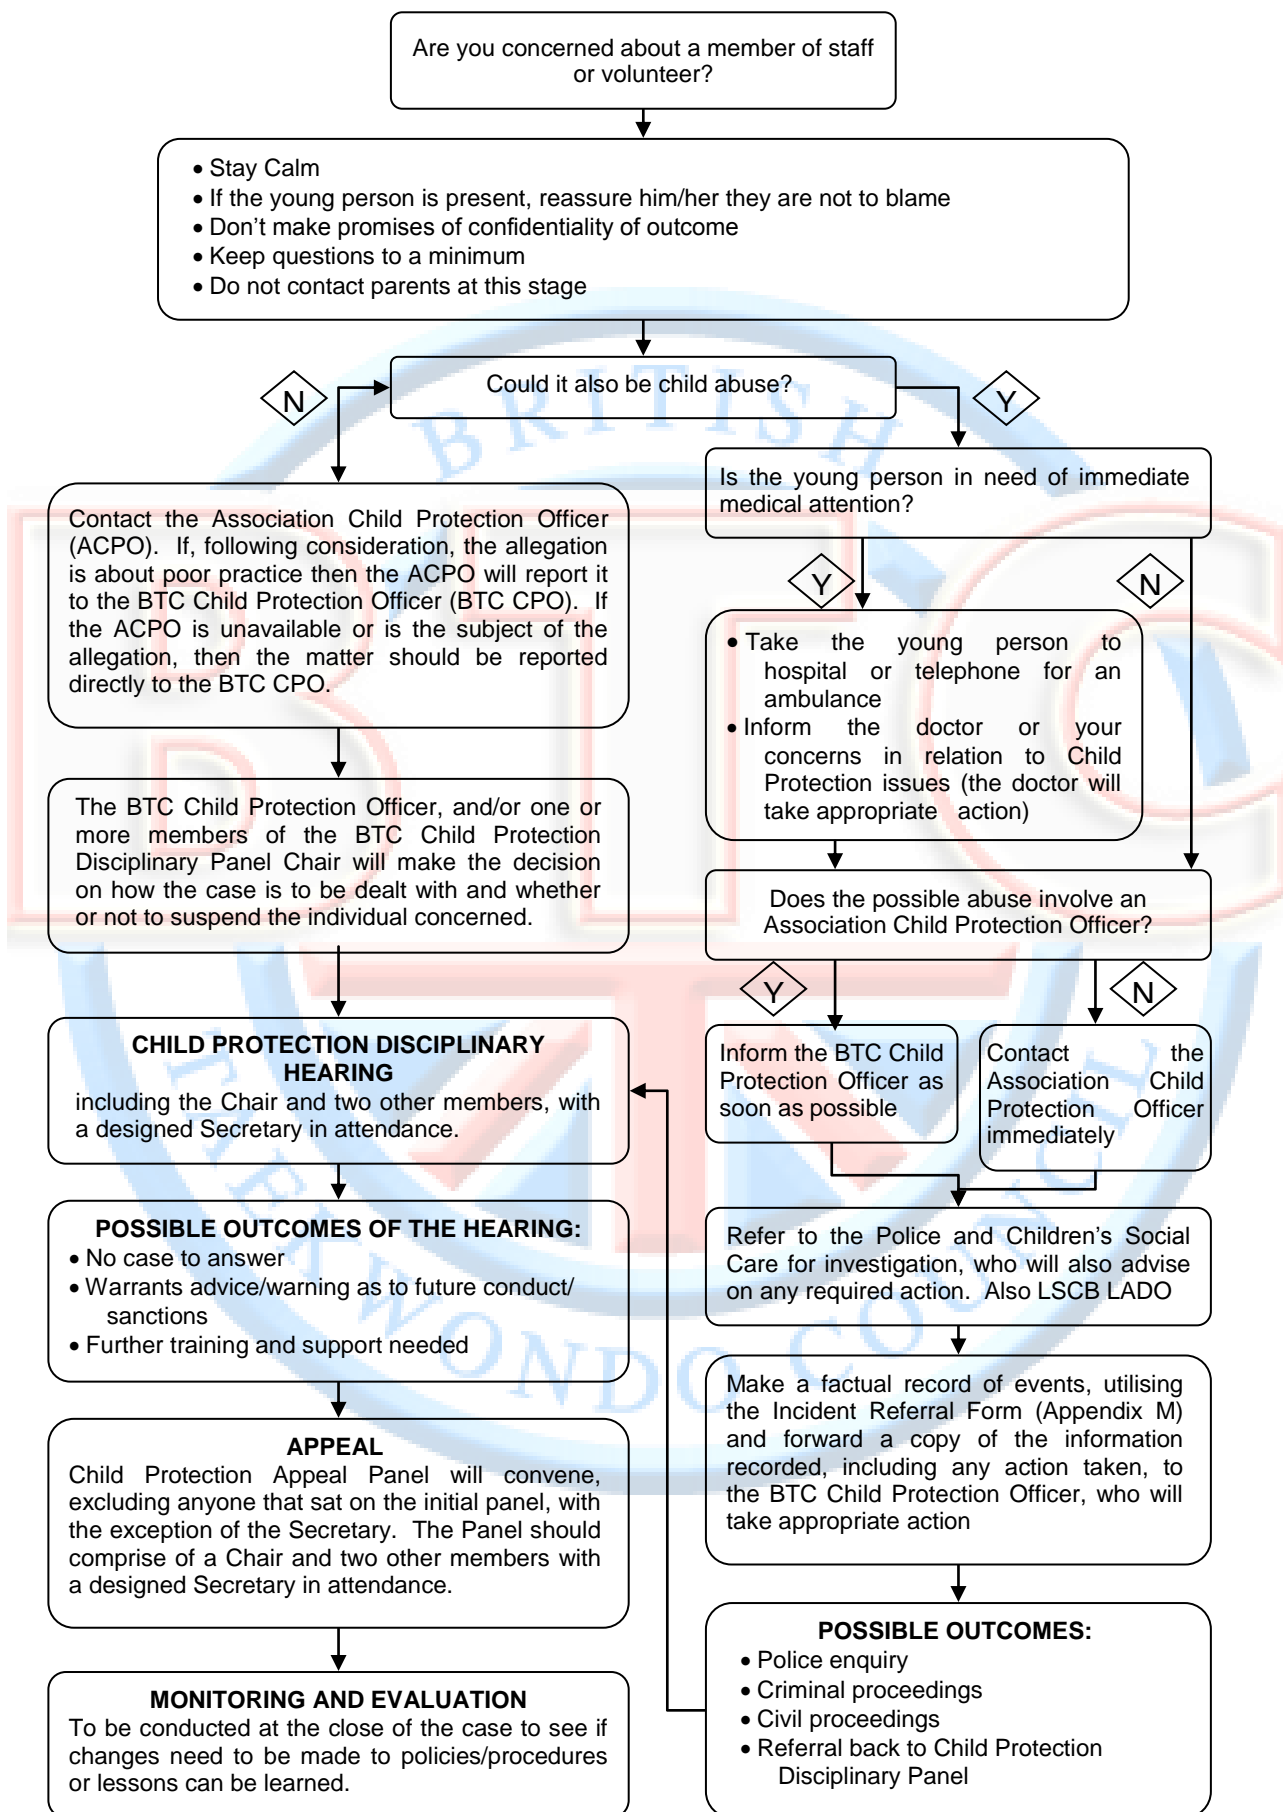 Are you concerned about a member of staff
or volunteer?
• Stay Calm
• If the young person is present, reassure him/her they are not to blame
• Don't make promises of confidentiality of outcome
• Keep questions to a minimum
• Do not contact parents at this stage
Could it also be child abuse?
N
Y
Contact the Association Child Protection Officer
(ACPO). If, following consideration, the allegation
is about poor practice then the ACPO will report it
to the BTC Child Protection Officer (BTC CPO). If
the ACPO is unavailable or is the subject of the
allegation, then the matter should be reported
directly to the BTC CPO.
The BTC Child Protection Officer, and/or one or
more members of the BTC Child Protection
Disciplinary Panel Chair will make the decision
on how the case is to be dealt with and whether
or not to suspend the individual concerned.
CHILD PROTECTION DISCIPLINARY
HEARING
including the Chair and two other members, with
a designed Secretary in attendance.
POSSIBLE OUTCOMES OF THE HEARING:
• No case to answer
• Warrants advice/warning as to future conduct/
sanctions
• Further training and support needed
APPEAL
Child Protection Appeal Panel will convene,
excluding anyone that sat on the initial panel, with
the exception of the Secretary. The Panel should
comprise of a Chair and two other members with
a designed Secretary in attendance.
MONITORING AND EVALUATION
To be conducted at the close of the case to see if
changes need to be made to policies/procedures
or lessons can be learned.
Is the young person in need of immediate
medical attention?
Y
N
• Take the young person to
hospital or telephone for an
ambulance
• Inform the doctor or your
concerns in relation to Child
Protection issues (the doctor will
take appropriate action)
Does the possible abuse involve an
Association Child Protection Officer?
Y
N
Inform the BTC Child
Protection Officer as
soon as possible
Contact the
Association Child
Protection Officer
immediately
Refer to the Police and Children's Social
Care for investigation, who will also advise
on any required action. Also LSCB LADO
Make a factual record of events, utilising
the Incident Referral Form (Appendix M)
and forward a copy of the information
recorded, including any action taken, to
the BTC Child Protection Officer, who will
take appropriate action
POSSIBLE OUTCOMES:
• Police enquiry
• Criminal proceedings
• Civil proceedings
• Referral back to Child Protection
Disciplinary Panel
BRITISH
BTC
TAEKWONDO COUNCIL